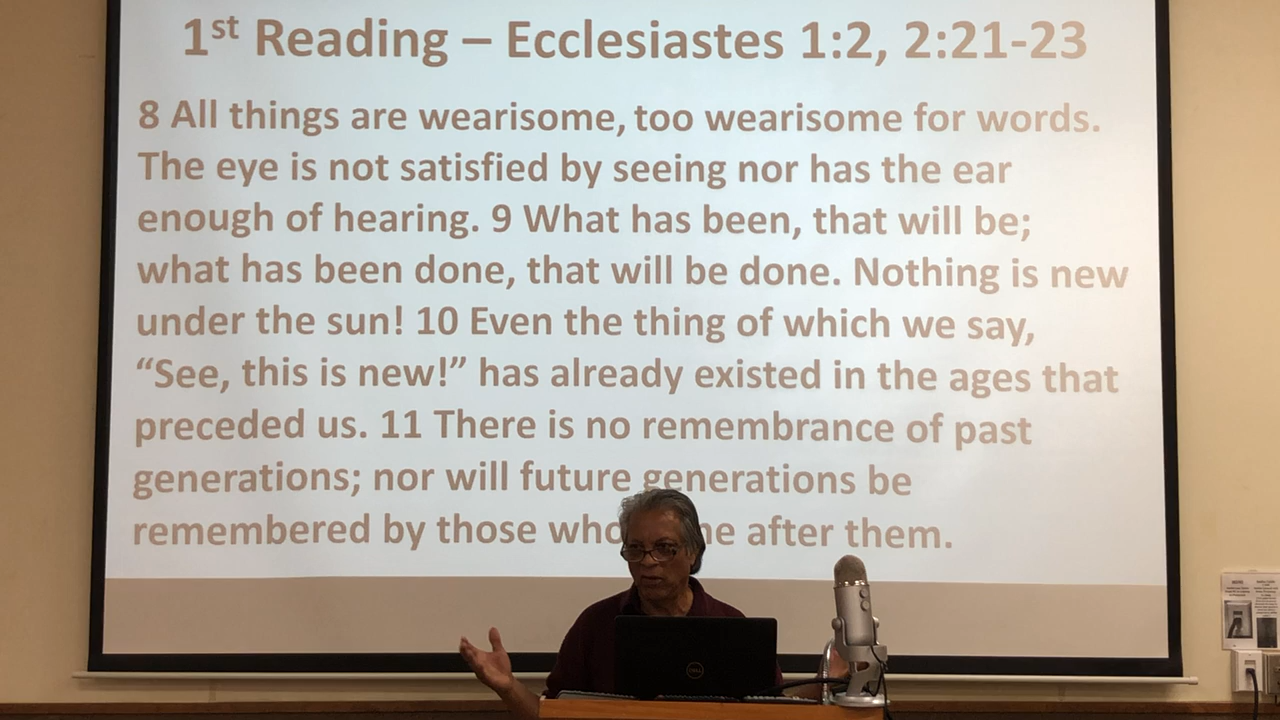 1st Reading – Ecclesiastes 1:2, 2:21-23
8 All things are wearisome, too wearisome for words.
The eye is not satisfied by seeing nor has the ear
enough of hearing. 9 What has been, that will be;
what has been done, that will be done. Nothing is new
under the sun! 10 Even the thing of which we say,
“See, this is new!” has already existed in the ages that
preceded us. 11 There is no remembrance of past
generations; nor will future generations be
remembered by those who me after them.
DELL